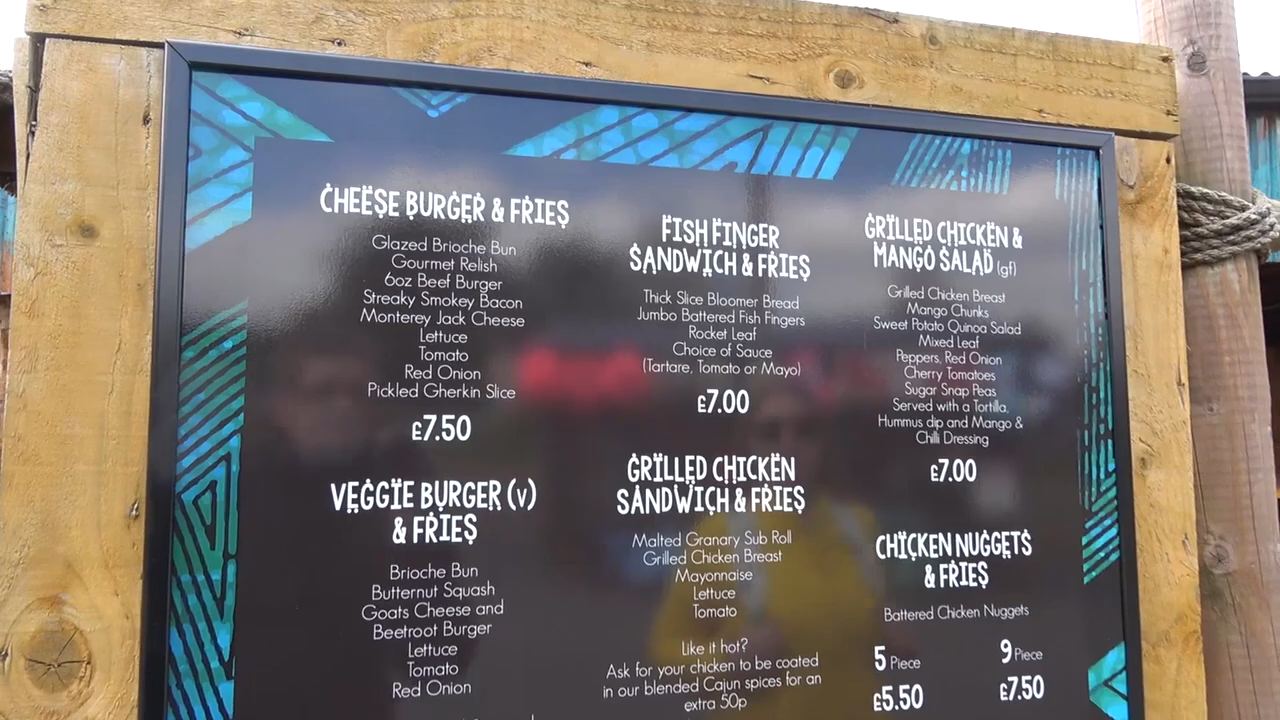 CHEESE BURGER & FRIES
Glazed Brioche Bun
Gourmet Relish
6oz Beef Burger
Streaky Smokey Bacon
Monterey Jack Cheese
Lettuce
Tomato
Red Onion
Pickled Gherkin Slice
£7.50
VEGGIE BURGER (v)
& FRIES
Brioche Bun
Butternut Squash
Goats Cheese and
Beetroot Burger
Lettuce
Tomato
Red Onion
FISH FINGER
SANDWICH & FRIES
Thick Slice Bloomer Bread
Jumbo Battered Fish Fingers
Rocket Leaf
Choice of Sauce
(Tartare, Tomato or Mayo)
£7.00
GRILLED CHICKEN
SANDWICH & FRIES
Malted Granary Sub Roll
Grilled Chicken Breast
Mayonnaise
Lettuce
Tomato
Like it hot?
Ask for your chicken to be coated
in our blended Cajun spices for an
extra 50p
GRILLED CHICKEN &
MANGO SALAD (gf)
Grilled Chicken Breast
Mango Chunks
Sweet Potato Quinoa Salad
Mixed Leaf
Peppers, Red Onion
Cherry Tomatoes
Sugar Snap Peas
Served with a Tortilla,
Hummus dip and Mango &
Chilli Dressing
£7.00
CHICKEN NUGGETS
& FRIES
Battered Chicken Nuggets
5 Piece 9 Piece
£5.50 £7.50